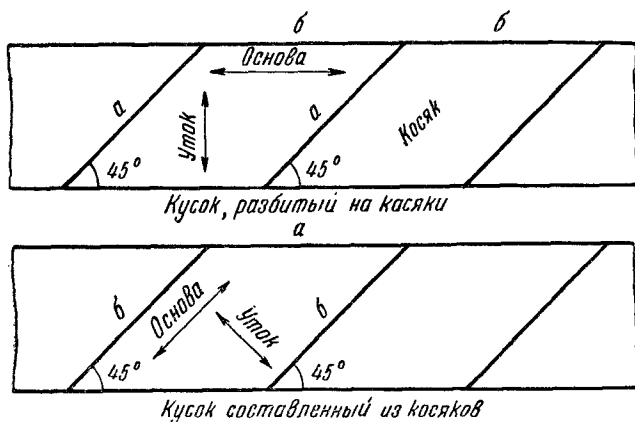 б б
Основа
а
Уток
а
Косяк
45°
45°
Кусок, разбитый на касяки
а
в
Основа
Уток
в
45°
45°
Кусок составленный из косяков